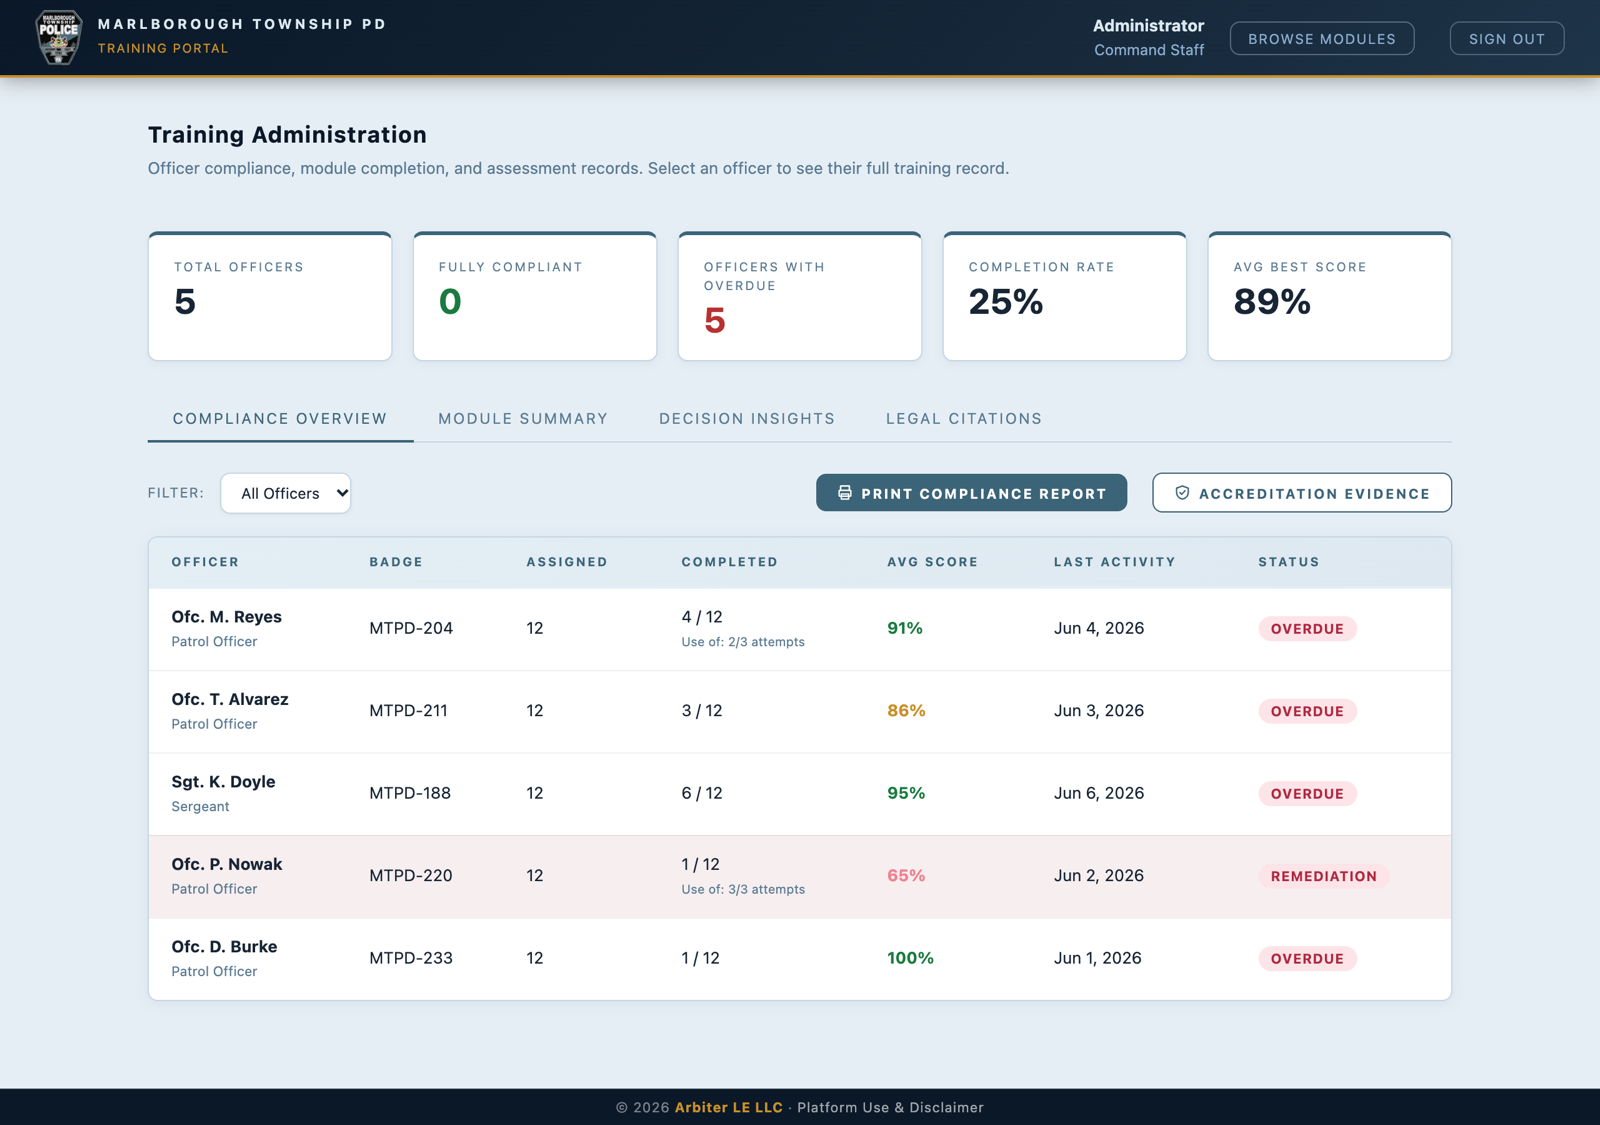 MARLBOROUGH
TOWNSHIP
POLICE
MARLBOROUGH TOWNSHIP PD
TRAINING PORTAL
Administrator
Command Staff
BROWSE MODULES
SIGN OUT
Training Administration
Officer compliance, module completion, and assessment records. Select an officer to see their full training record.
TOTAL OFFICERS
5
FULLY COMPLIANT
0
OFFICERS WITH
OVERDUE
5
COMPLETION RATE
25%
AVG BEST SCORE
89%
COMPLIANCE OVERVIEW
MODULE SUMMARY
DECISION INSIGHTS
LEGAL CITATIONS
FILTER:
All Officers
PRINT COMPLIANCE REPORT
ACCREDITATION EVIDENCE
OFFICER BADGE ASSIGNED COMPLETED AVG SCORE LAST ACTIVITY STATUS
Ofc. M. Reyes
Patrol Officer
MTPD-204
12
4 / 12
Use of: 2/3 attempts
91%
Jun 4, 2026
OVERDUE
Ofc. T. Alvarez
Patrol Officer
MTPD-211
12
3 / 12
86%
Jun 3, 2026
OVERDUE
Sgt. K. Doyle
Sergeant
MTPD-188
12
6 / 12
95%
Jun 6, 2026
OVERDUE
Ofc. P. Nowak
Patrol Officer
MTPD-220
12
1 / 12
Use of: 3/3 attempts
65%
Jun 2, 2026
REMEDIATION
Ofc. D. Burke
Patrol Officer
MTPD-233
12
1 / 12
100%
Jun 1, 2026
OVERDUE
© 2026 Arbiter LE LLC · Platform Use & Disclaimer